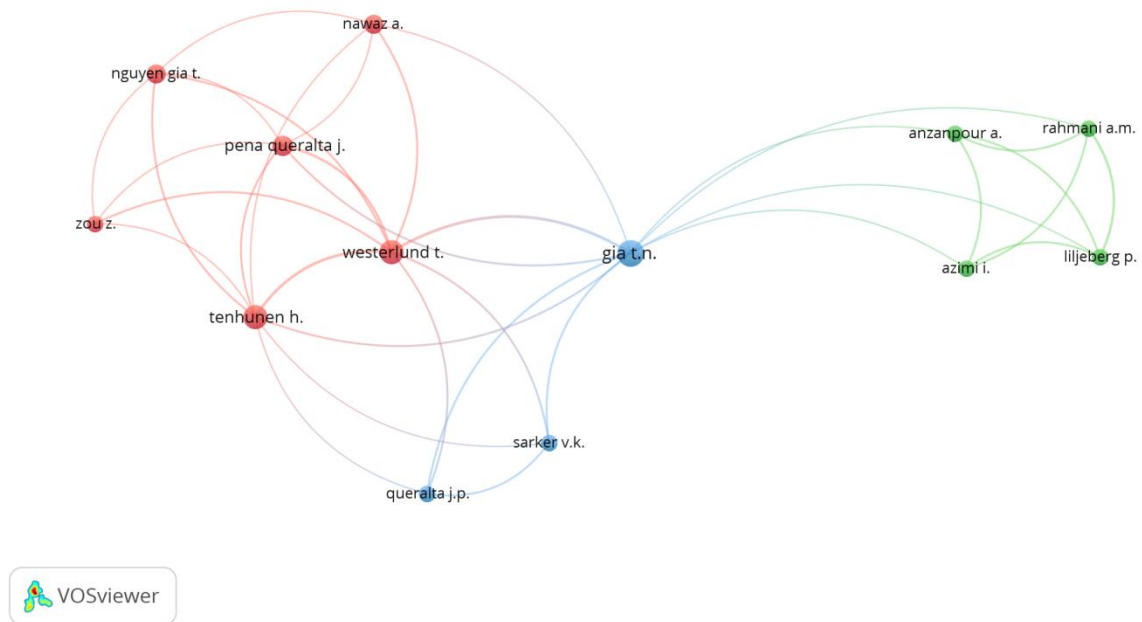 nawaz a.
nguyen gia t.
pena queralta j.
anzanpour a.
rahmani a.m.
zou z.
westerlund t.
gia t.n.
azimi i.
liljeberg p.
tenhunen h.
sarker v.k.
queralta j.p.
VOSviewer